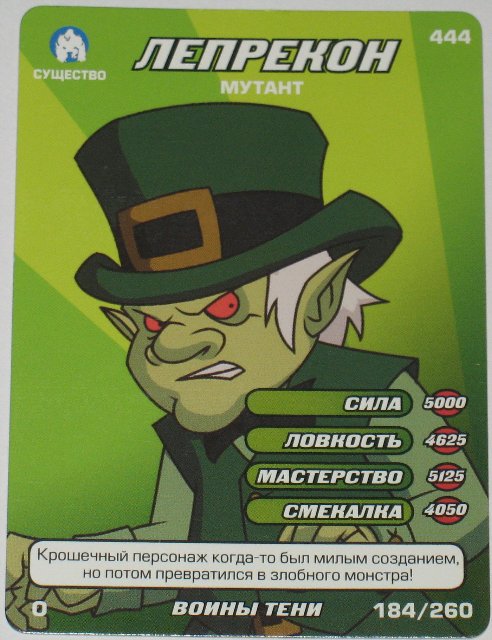 ЛЕПРЕКОН
444
СУЩЕСТВО
МУТАНТ
СИЛА 5000
ЛОВКОСТЬ 4625
МАСТЕРСТВО 5125
СМЕКАЛКА 4050
Крошечный персонаж когда-то был милым созданием,
но потом превратился в злобного монстра!
0 ВОИНЫ ТЕНИ 184/260